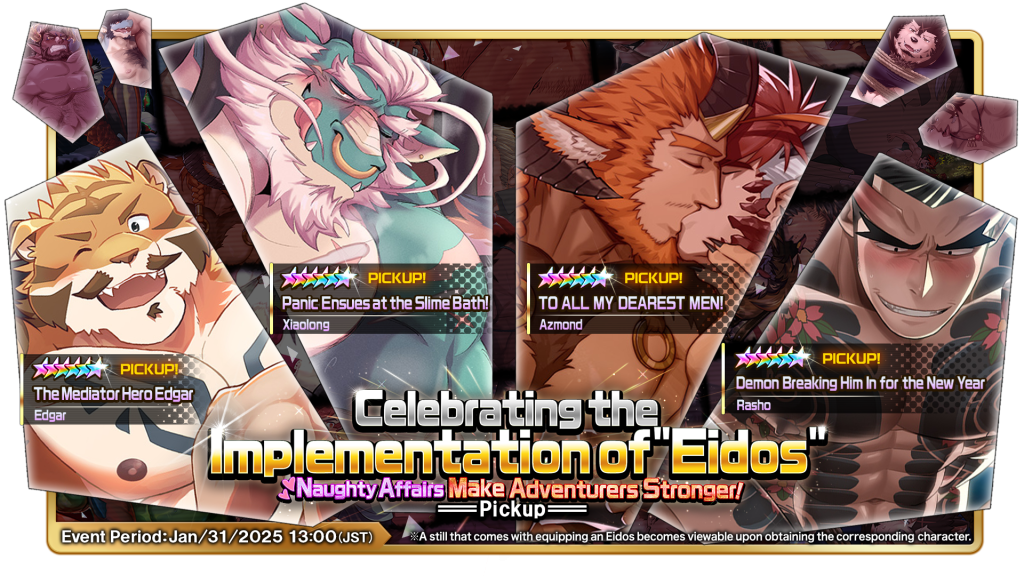 PICKUP!
Panic Ensues at the Slime Bath!
Xiaolong
PICKUP!
TO ALL MY DEAREST MEN!
Azmond
PICKUP!
The Mediator Hero Edgar
Edgar
PICKUP!
Demon Breaking Him In for the New Year
Rasho
Celebrating the
Implementation of "Eidos"
Naughty Affairs Make Adventurers Stronger!
Pickup
Event Period:Jan/31/2025 13:00(JST)
※A still that comes with equipping an Eidos becomes viewable upon obtaining the corresponding character.